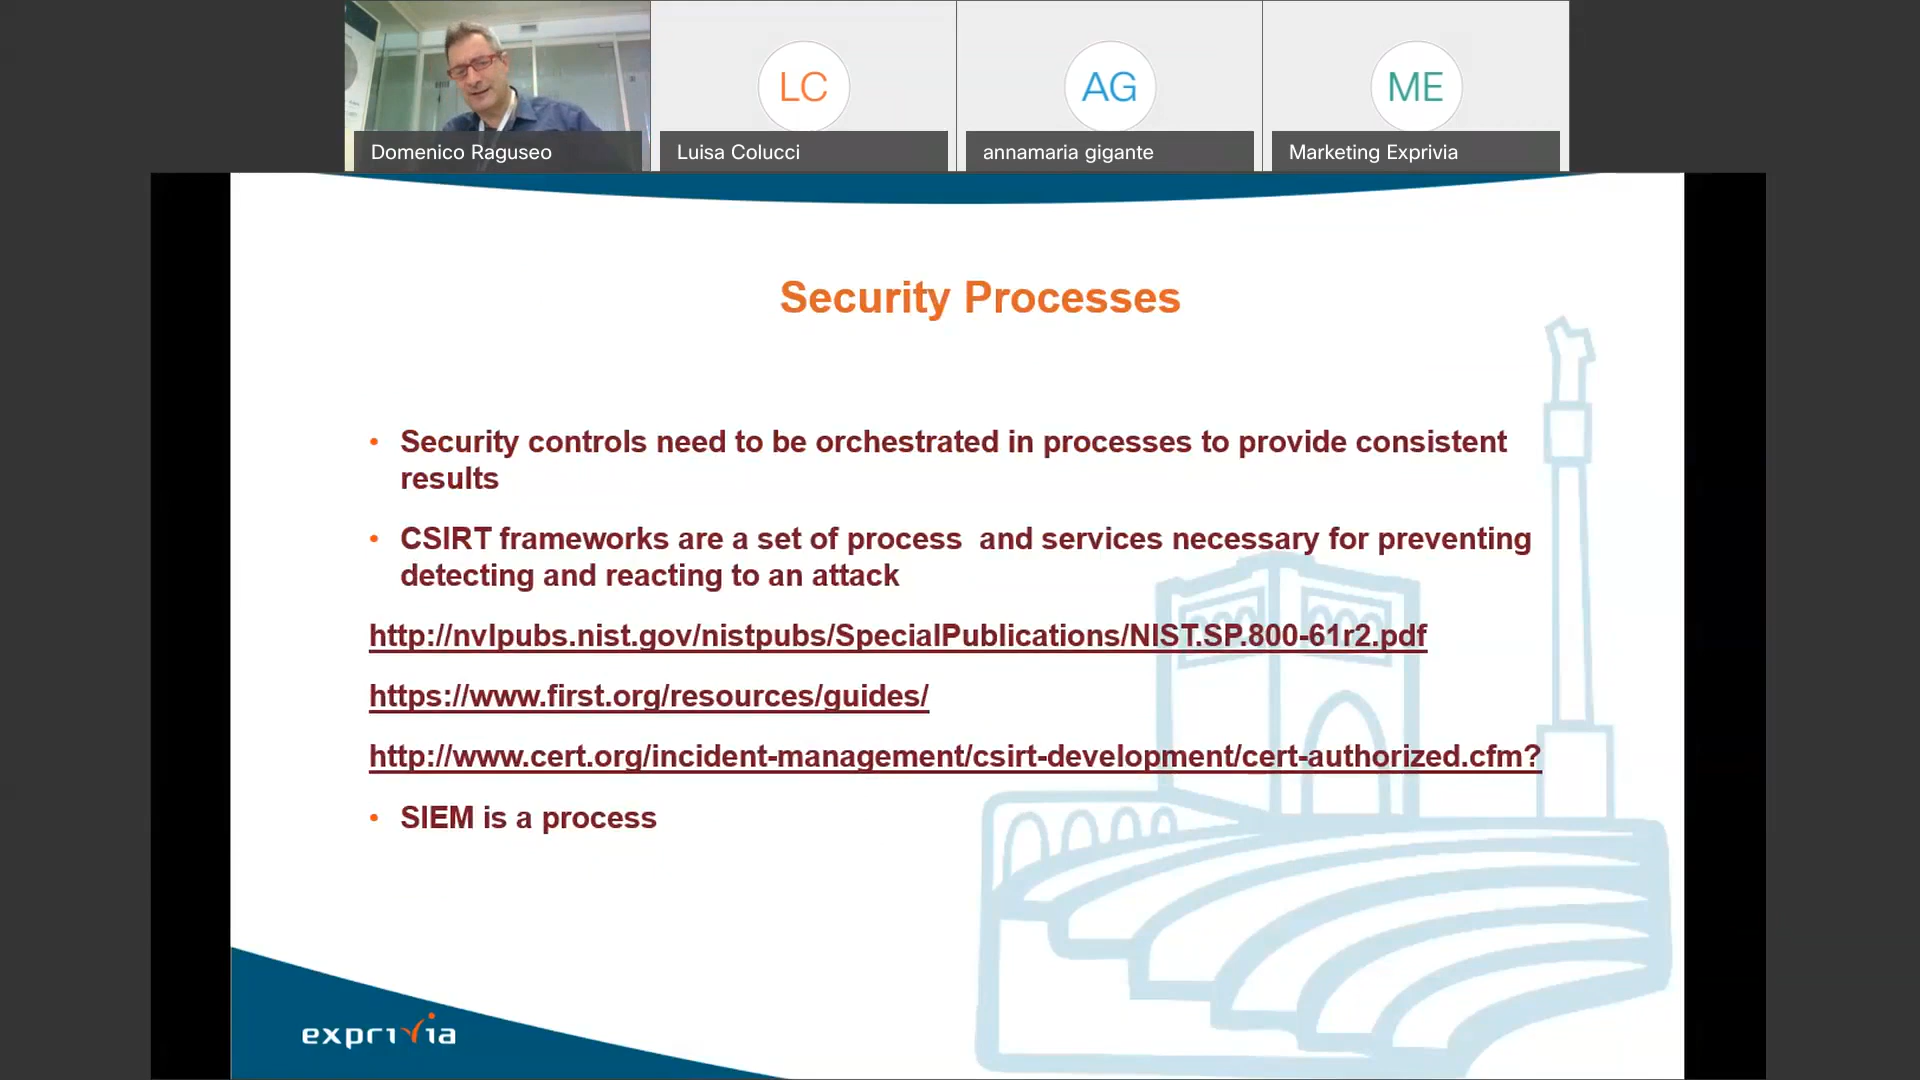 LC
AG
ME
Domenico Raguseo
Luisa Colucci
annamaria gigante
Marketing Exprivia
Security Processes
• Security controls need to be orchestrated in processes to provide consistent
results
• CSIRT frameworks are a set of process  and services necessary for preventing
detecting and reacting to an attack
http://nvlpubs.nist.gov/nistpubs/SpecialPublications/NIST.SP.800-61r2.pdf
https://www.first.org/resources/guides/
http://www.cert.org/incident-management/csirt-development/cert-authorized.cfm?
• SIEM is a process
exprivia